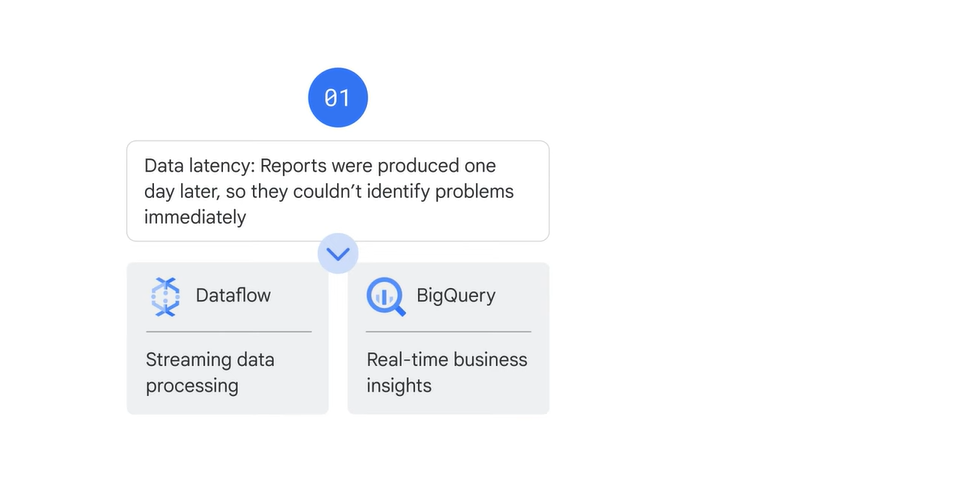 01
Data latency: Reports were produced one
day later, so they couldn’t identify problems
immediately
Dataflow
Streaming data
processing
BigQuery
Real-time business
insights